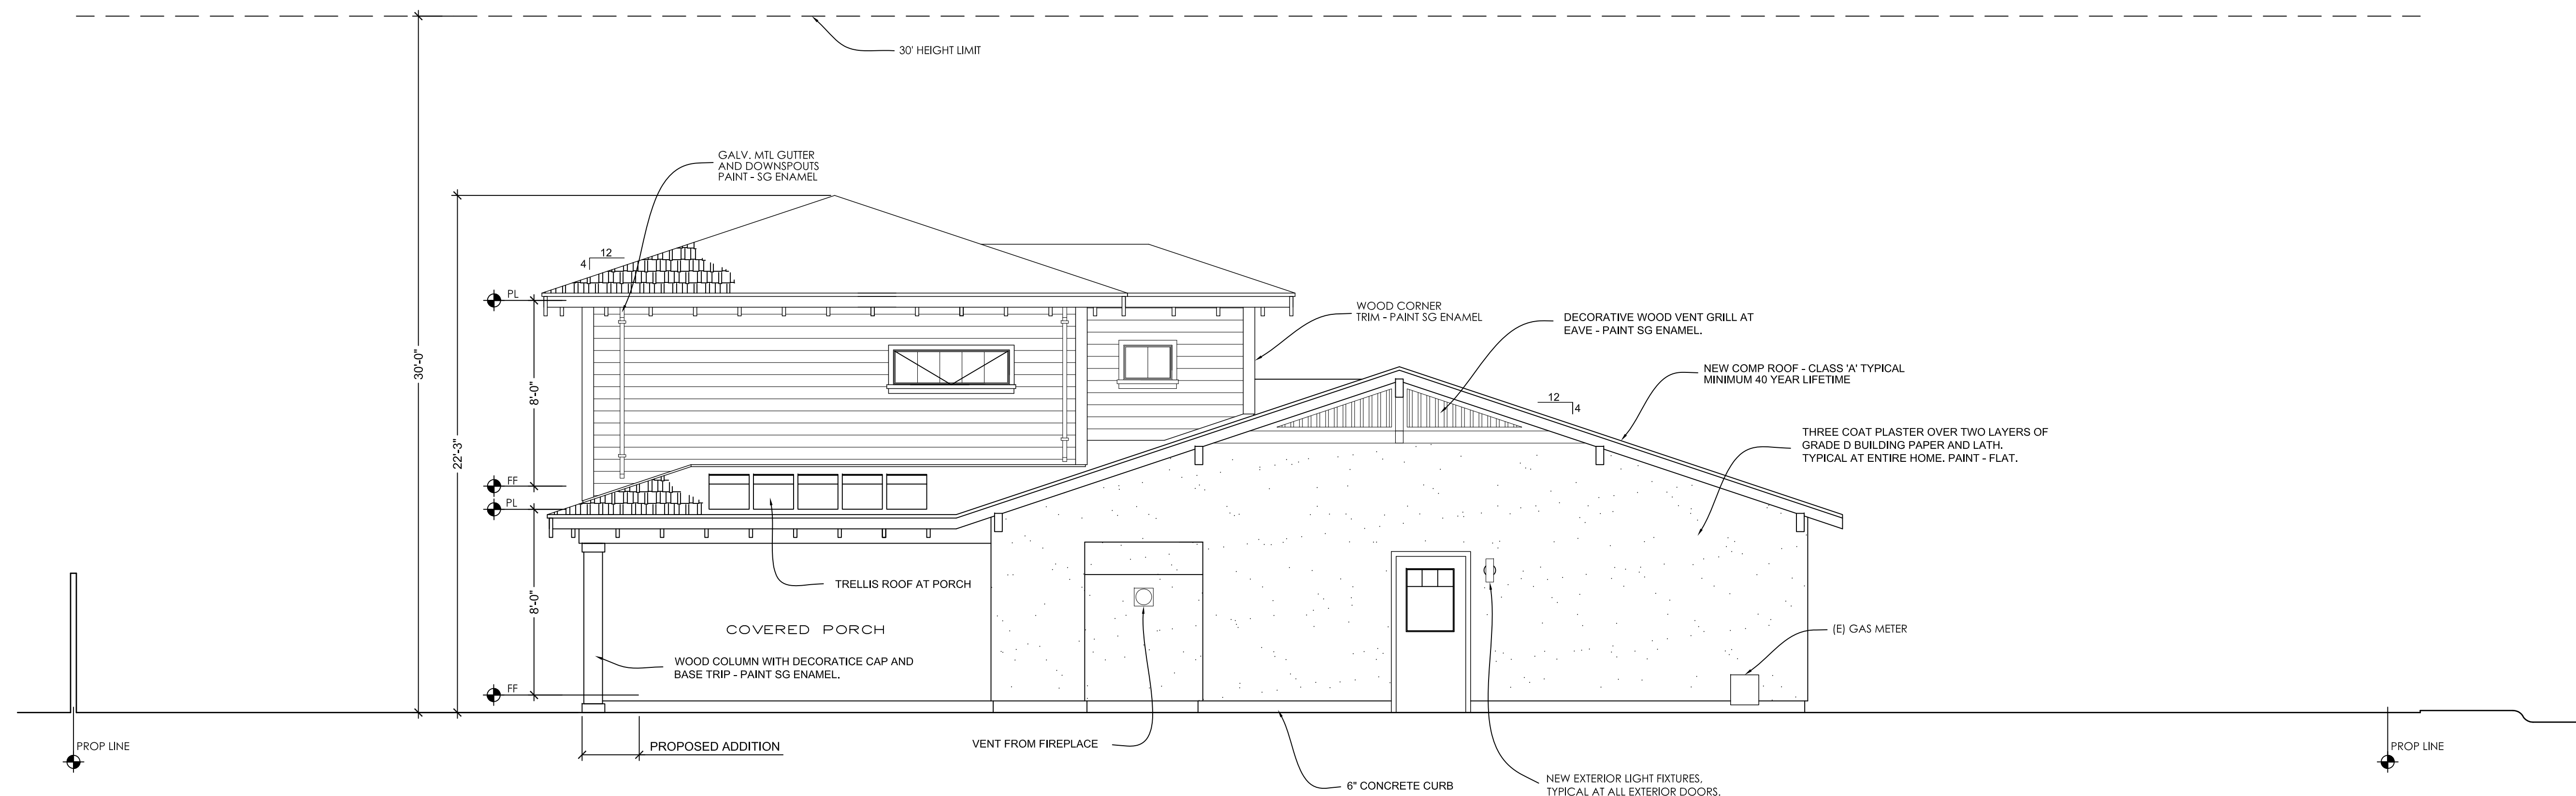 30' HEIGHT LIMIT
GALV. MTL GUTTER
AND DOWNSPOUTS
PAINT - SG ENAMEL
12
4
PL
30'-0"
22'-3"
8'-0"
WOOD CORNER
TRIM - PAINT SG ENAMEL
DECORATIVE WOOD VENT GRILL AT
EAVE - PAINT SG ENAMEL.
NEW COMP ROOF - CLASS 'A' TYPICAL
MINIMUM 40 YEAR LIFETIME
12
4
THREE COAT PLASTER OVER TWO LAYERS OF
GRADE D BUILDING PAPER AND LATH.
TYPICAL AT ENTIRE HOME. PAINT - FLAT.
FF
PL
8'-0"
TRELLIS ROOF AT PORCH
COVERED PORCH
(E) GAS METER
WOOD COLUMN WITH DECORATICE CAP AND
BASE TRIP - PAINT SG ENAMEL.
FF
PROP LINE
PROPOSED ADDITION
VENT FROM FIREPLACE
PROP LINE
6" CONCRETE CURB
NEW EXTERIOR LIGHT FIXTURES,
TYPICAL AT ALL EXTERIOR DOORS.